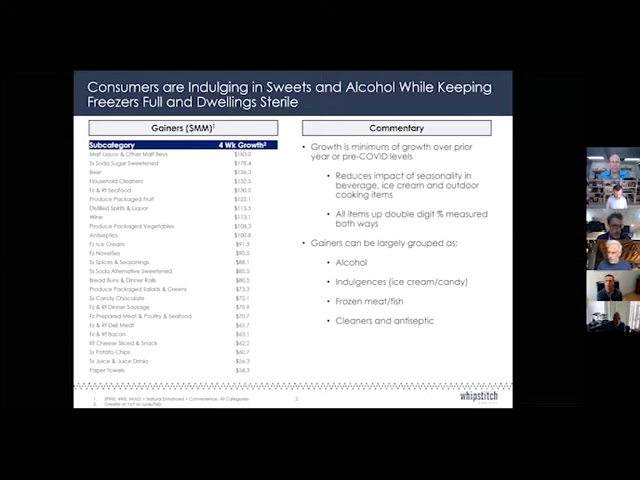 Consumers are Indulging in Sweets and Alcohol While Keeping
Freezers Full and Dwellings Sterile
Gainers ($MM)¹
Subcategory 4 Wk Growth²
Malt Liquor & Other Malt Bevs $183.0
Ss Soda Sugar Sweetened $178.4
Beer $136.3
Household Cleaners $132.5
Fz & Rf Seafood $130.0
Produce Packaged Fruit $122.1
Distilled Spirits & Liquor $115.5
Wine $113.1
Produce Packaged Vegetables $108.3
Antiseptics $100.8
Fz Ice Cream $91.3
Fz Novelties $90.5
Ss Spices & Seasonings $88.1
Ss Soda Alternative Sweetened $85.5
Bread Buns & Dinner Rolls $80.5
Produce Packaged Salads & Greens $73.3
Ss Candy Chocolate $72.1
Fz & Rf Dinner Sausage $70.9
Fz Prepared Meat & Poultry & Seafood $70.7
Fz & Rf Deli Meat $65.7
Fz & Rf Bacon $63.1
Rf Cheese Sliced & Snack $62.2
Ss Potato Chips $60.7
Ss Juice & Juice Drinks $56.3
Paper Towels $54.3
Commentary
• Growth is minimum of growth over prior
year or pre-COVID levels
• Reduces impact of seasonality in
beverage, ice cream and outdoor
cooking items
• All items up double digit % measured
both ways
• Gainers can be largely grouped as:
• Alcohol
• Indulgences (ice cream/candy)
• Frozen meat/fish
• Cleaners and antiseptic
2
whipstitch